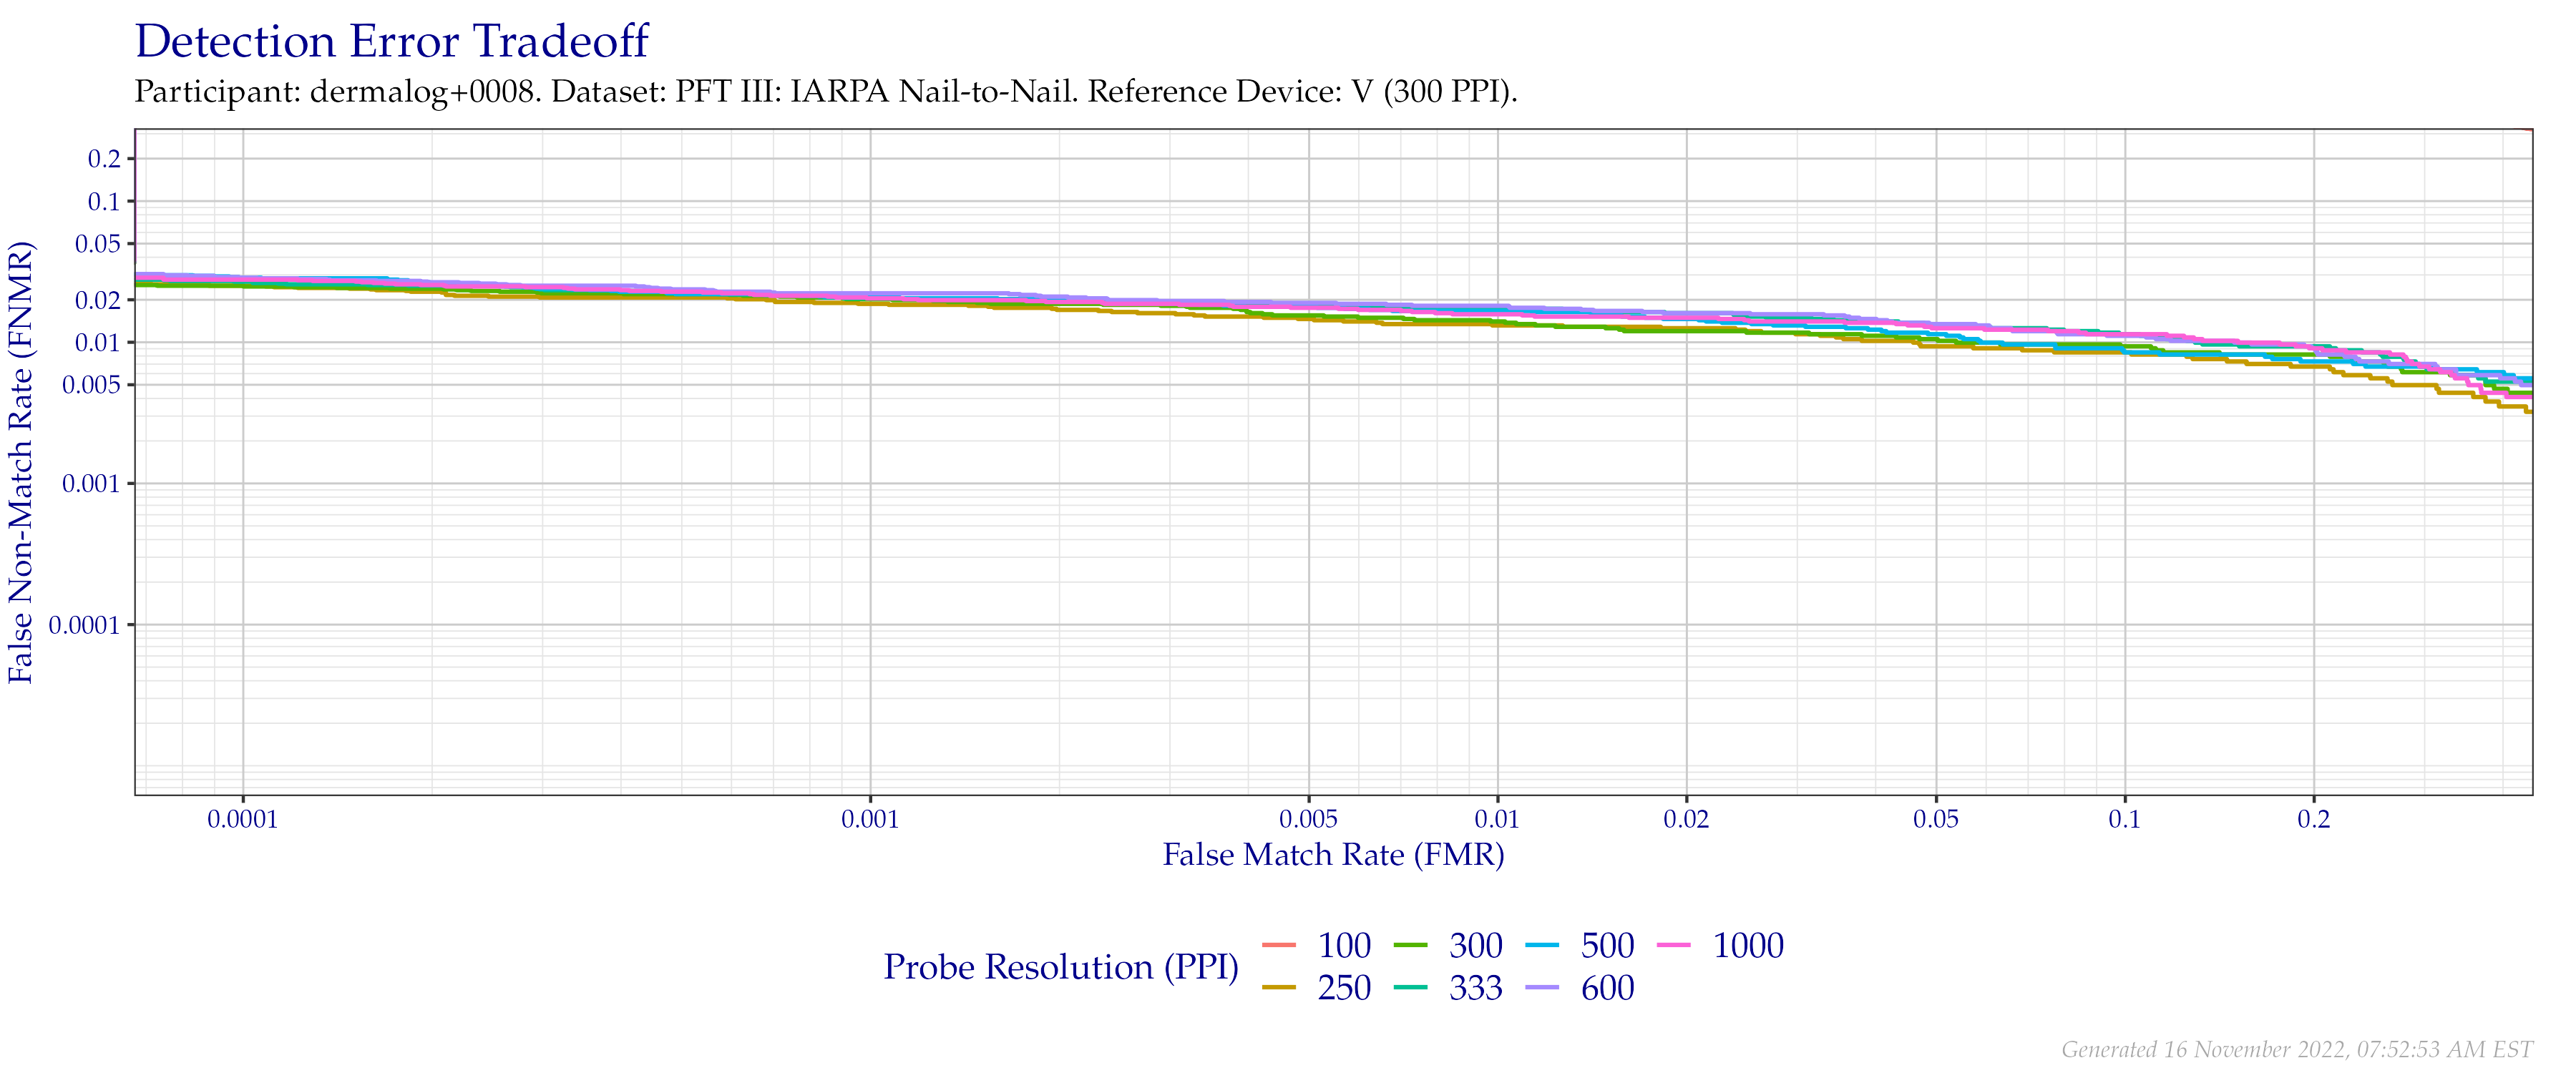 Detection Error Tradeoff
Participant: dermalog+0008. Dataset: PFT III: IARPA Nail-to-Nail. Reference Device: V (300 PPI).
False Non-Match Rate (FNMR)
0.2
0.1
0.05
0.02
0.01
0.005
0.001
0.0001
0.0001 0.001 0.005 0.01 0.02 0.05 0.1 0.2
False Match Rate (FMR)
Probe Resolution (PPI)
100 300 500 1000
250 333 600
Generated 16 November 2022, 07:52:53 AM EST